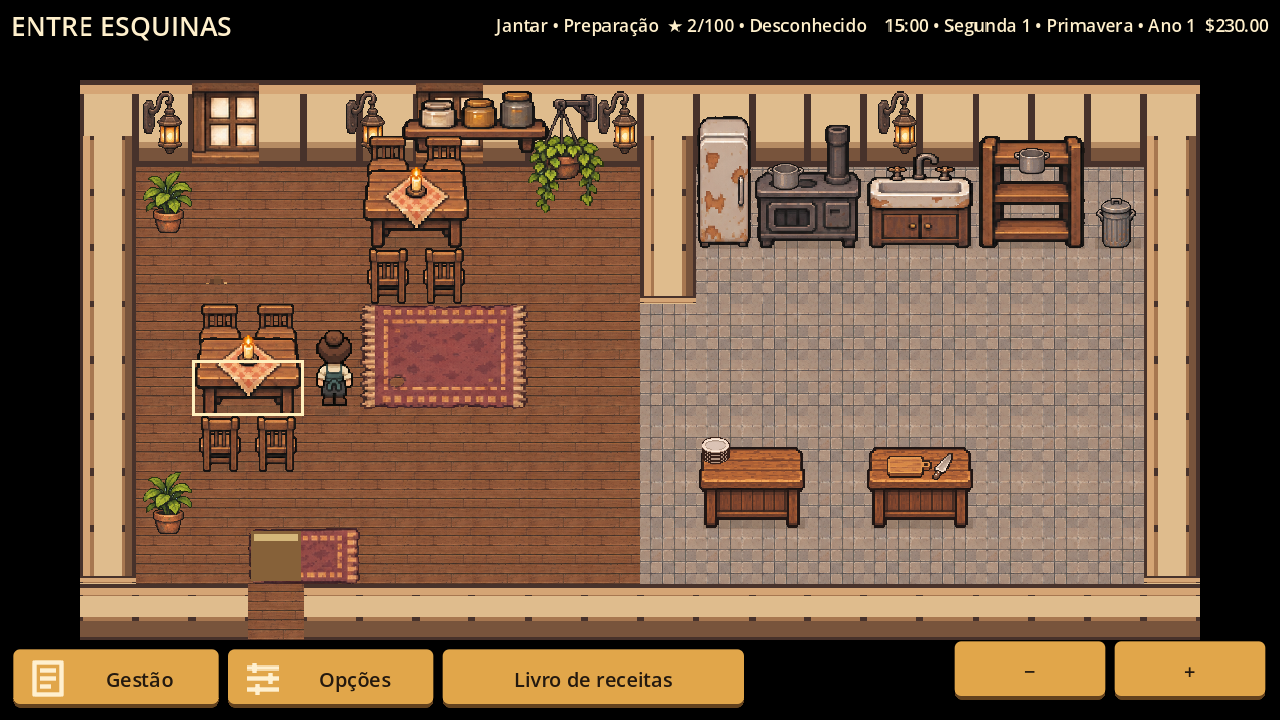 ENTRE ESQUINAS
Jantar • Preparação ★ 2/100 • Desconhecido 15:00 • Segunda 1 • Primavera • Ano 1 $230.00
Gestão
Opções
Livro de receitas
−
+